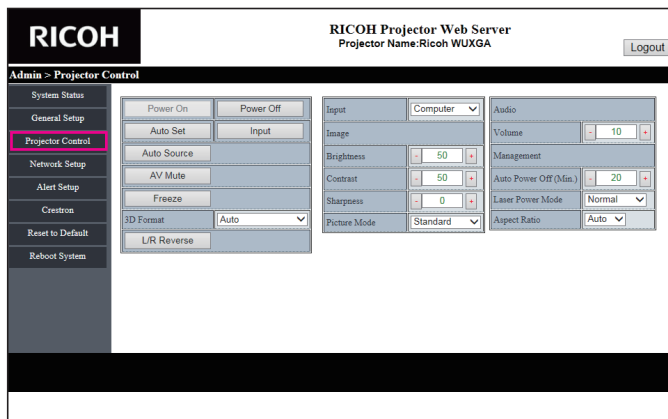 RICOH
RICOH Projector Web Server
Projector Name:Ricoh WUXGA
Logout
Admin > Projector Control
System Status
General Setup
Projector Control
Network Setup
Alert Setup
Crestron
Reset to Default
Reboot System
Power On Power Off
Auto Set Input
Auto Source
AV Mute
Freeze
3D Format Auto
L/R Reverse
Input Computer
Image
Brightness - 50 +
Contrast - 50 +
Sharpness - 0 +
Picture Mode Standard
Audio
Volume - 10 +
Management
Auto Power Off (Min.) - 20 +
Laser Power Mode Normal
Aspect Ratio Auto